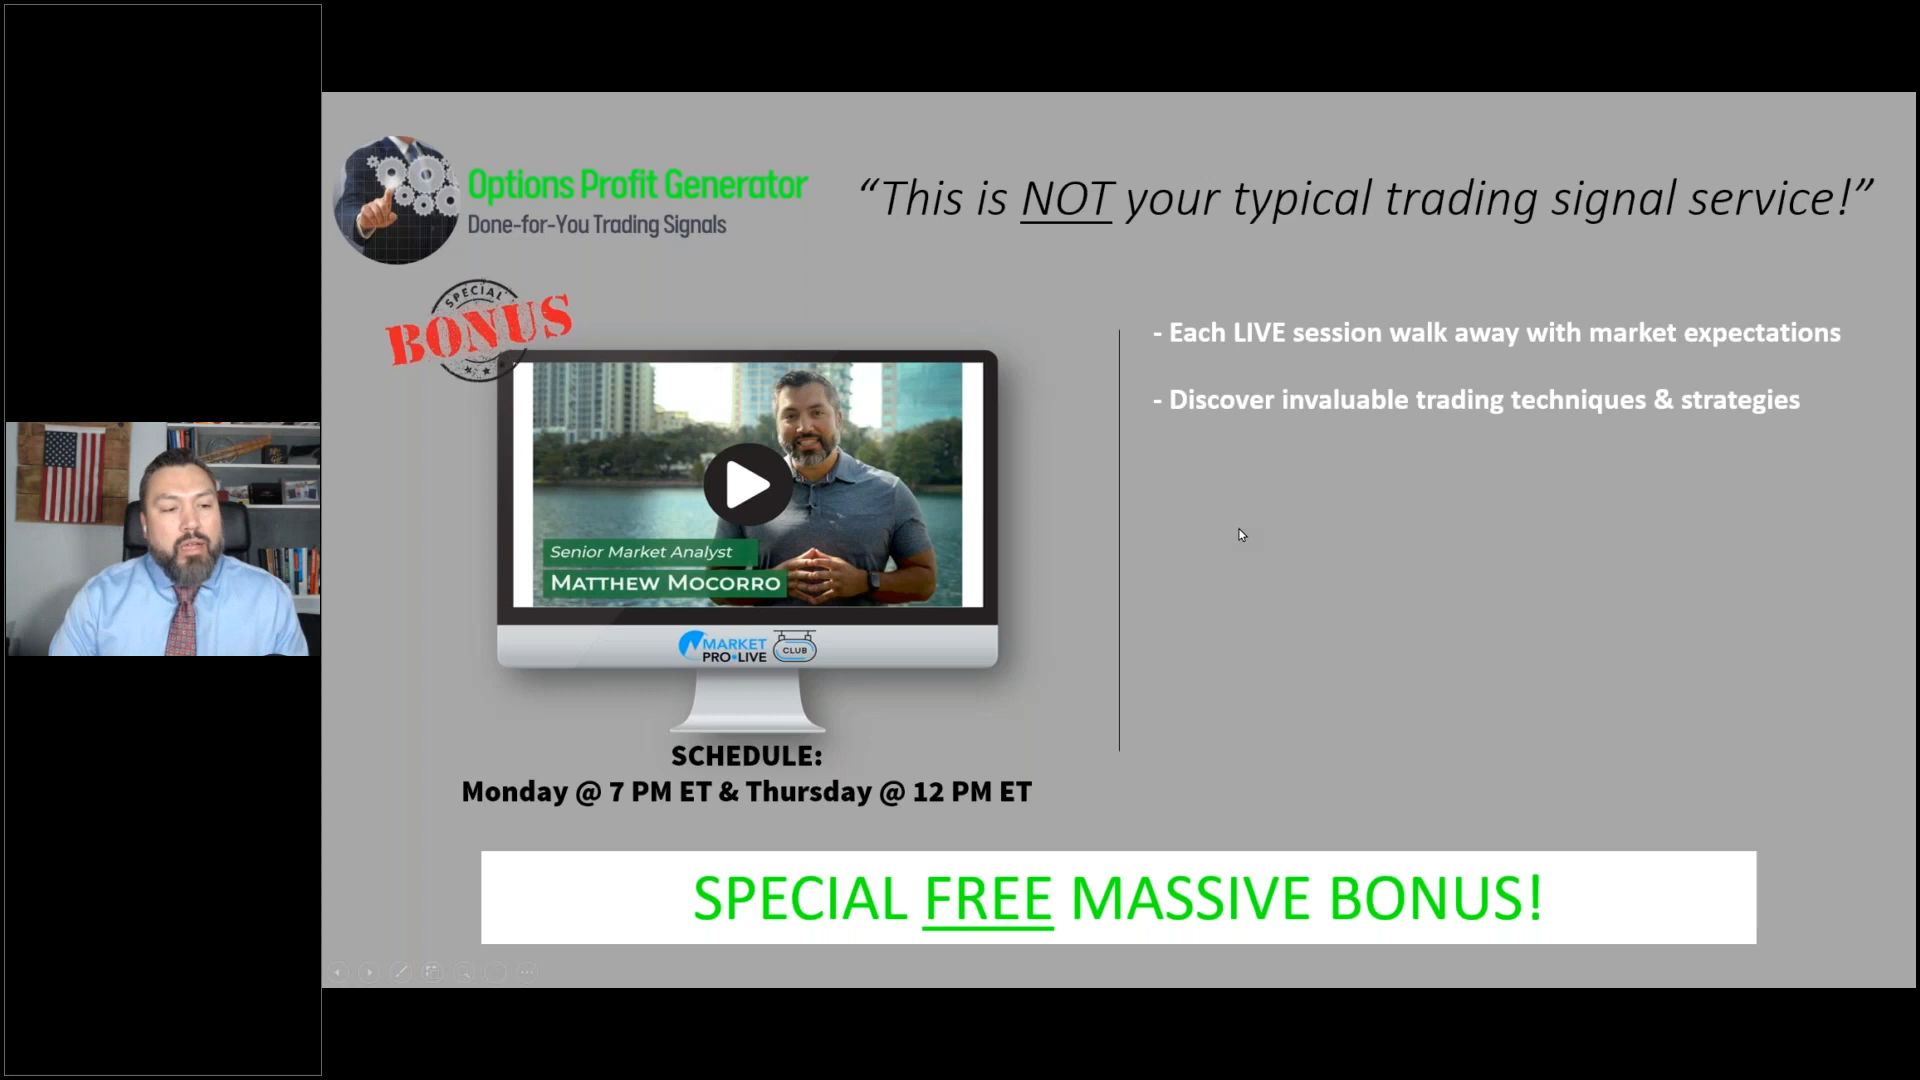 Options Profit Generator
Done-for-You Trading Signals
“This is NOT your typical trading signal service!”
SPECIAL
BONUS
- Each LIVE session walk away with market expectations
- Discover invaluable trading techniques & strategies
Senior Market Analyst
MATTHEW MOCORRO
MARKET
PRO•LIVE
CLUB
SCHEDULE:
Monday @ 7 PM ET & Thursday @ 12 PM ET
SPECIAL FREE MASSIVE BONUS!